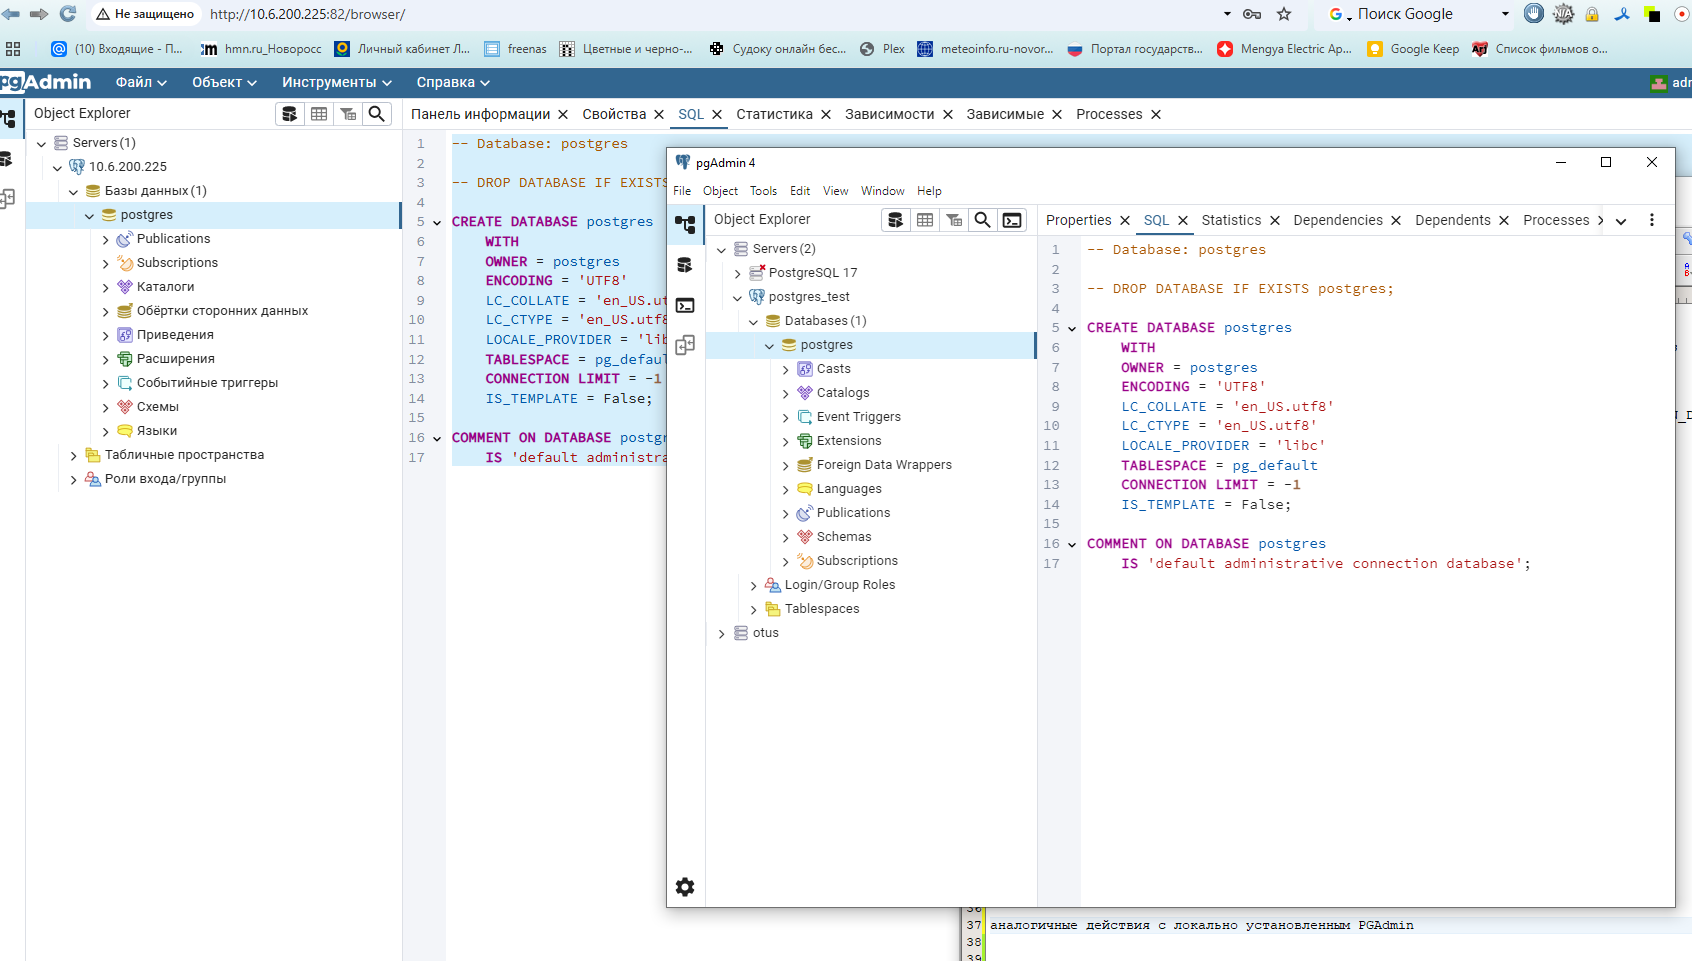 Не защищено http://10.6.200.225:82/browser/ Поиск Google
(10) Входящие - П... hmn.ru_Новоросс Личный кабинет Л... freenas Цветные и черно-... Судоку онлайн бес... Plex meteoinfo.ru-novor... Портал государств... Mengya Electric Ap... Google Keep Список фильмов о...
pgAdmin Файл Объект Инструменты Справка
Object Explorer
Servers (1)
10.6.200.225
Базы данных (1)
postgres
Publications
Subscriptions
Каталоги
Обёртки сторонних данных
Приведения
Расширения
Событийные триггеры
Схемы
Языки
Табличные пространства
Роли входа/группы
Панель информации Свойства SQL Статистика Зависимости Зависимые Processes
1 -- Database: postgres
2
3 -- DROP DATABASE IF EXISTS
4
5 CREATE DATABASE postgres
6 WITH
7 OWNER = postgres
8 ENCODING = 'UTF8'
9 LC_COLLATE = 'en_US.ut
10 LC_CTYPE = 'en_US.utf8
11 LOCALE_PROVIDER = 'lib
12 TABLESPACE = pg_defaul
13 CONNECTION LIMIT = -1
14 IS_TEMPLATE = False;
15
16 COMMENT ON DATABASE postgr
17 IS 'default administra
pgAdmin 4
File Object Tools Edit View Window Help
Object Explorer
Servers (2)
PostgreSQL 17
postgres_test
Databases (1)
postgres
Casts
Catalogs
Event Triggers
Extensions
Foreign Data Wrappers
Languages
Publications
Schemas
Subscriptions
Login/Group Roles
Tablespaces
otus
Properties SQL Statistics Dependencies Dependents Processes
1 -- Database: postgres
2
3 -- DROP DATABASE IF EXISTS postgres;
4
5 CREATE DATABASE postgres
6 WITH
7 OWNER = postgres
8 ENCODING = 'UTF8'
9 LC_COLLATE = 'en_US.utf8'
10 LC_CTYPE = 'en_US.utf8'
11 LOCALE_PROVIDER = 'libc'
12 TABLESPACE = pg_default
13 CONNECTION LIMIT = -1
14 IS_TEMPLATE = False;
15
16 COMMENT ON DATABASE postgres
17 IS 'default administrative connection database';
36
37 аналогичные действия с локально установленным PGAdmin
38
39